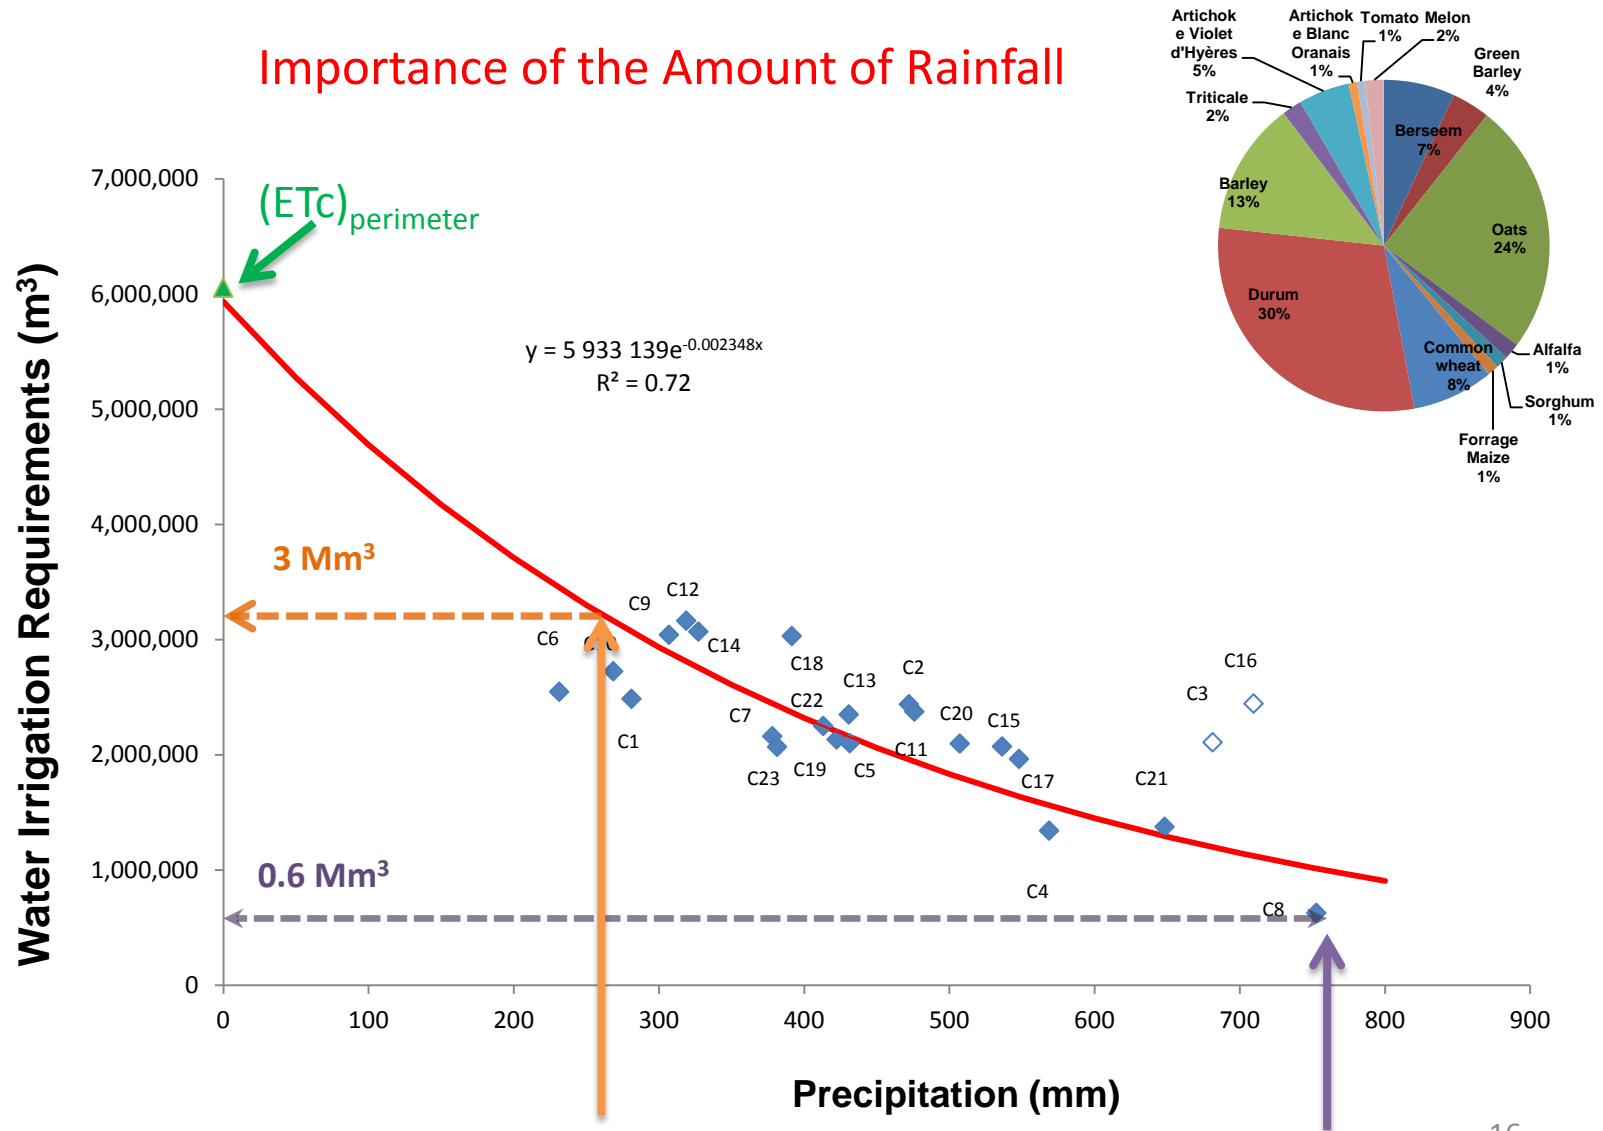 Importance of the Amount of Rainfall
Artichok
e Violet
d'Hyères
5%
Artichok
e Blanc
Oranais
1%
Tomato
1%
Melon
2%
Green
Barley
4%
Triticale
2%
Berseem
7%
Barley
13%
Oats
24%
Durum
30%
Common
wheat
8%
Alfalfa
1%
Sorghum
1%
Forrage
Maize
1%
Water Irrigation Requirements (m³)
7,000,000
6,000,000
5,000,000
4,000,000
3,000,000
2,000,000
1,000,000
0
(ETc)perimeter
y = 5 933 139e^-0.002348x
R² = 0.72
3 Mm³
0.6 Mm³
C12
C9
C6
C14
C18
C13
C2
C16
C3
C22
C7
C20
C15
C1
C11
C23
C19
C5
C17
C21
C4
C8
0
100
200
300
400
500
600
700
800
900
Precipitation (mm)